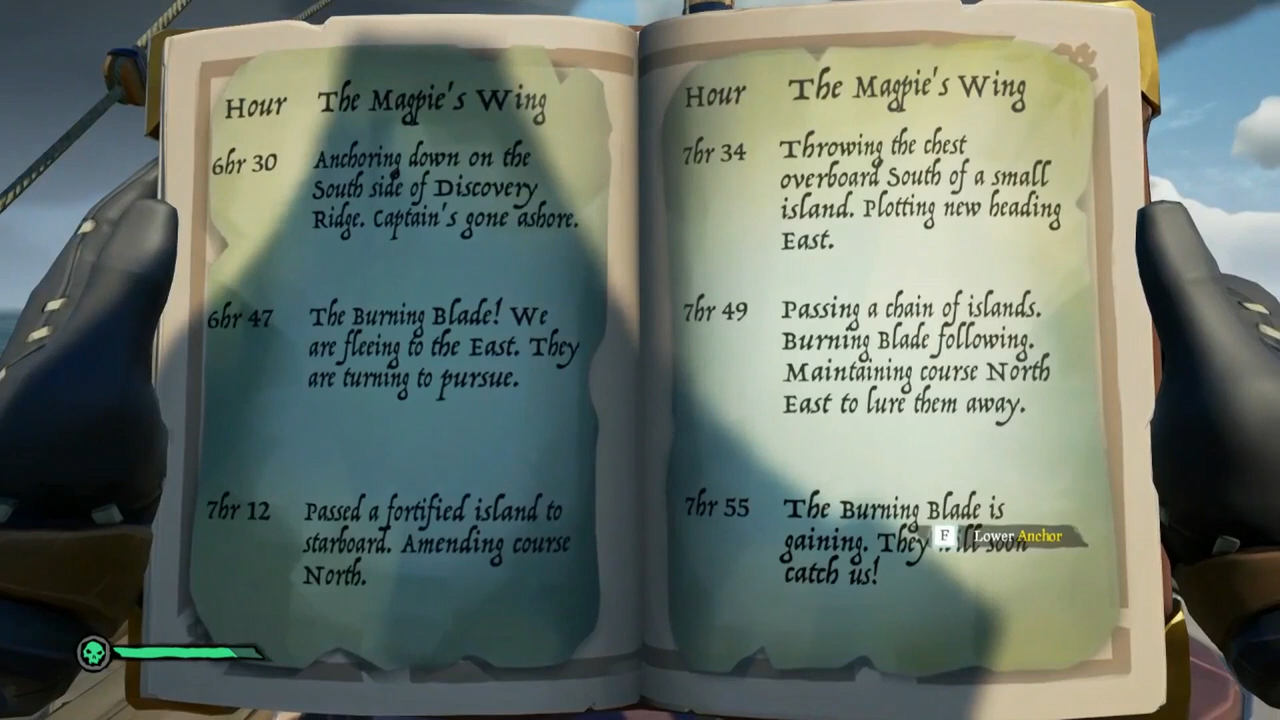 Hour The Magpie's Wing
6hr 30 Anchoring down on the
South side of Discovery
Ridge. Captain's gone ashore.
6hr 47 The Burning Blade! We
are fleeing to the East. They
are turning to pursue.
7hr 12 Passed a fortified island to
starboard. Amending course
North.
Hour The Magpie's Wing
7hr 34 Throwing the chest
overboard South of a small
island. Plotting new heading
East.
7hr 49 Passing a chain of islands.
Burning Blade following.
Maintaining course North
East to lure them away.
7hr 55 The Burning Blade is
gaining. They will soon
catch us!
F Lower Anchor